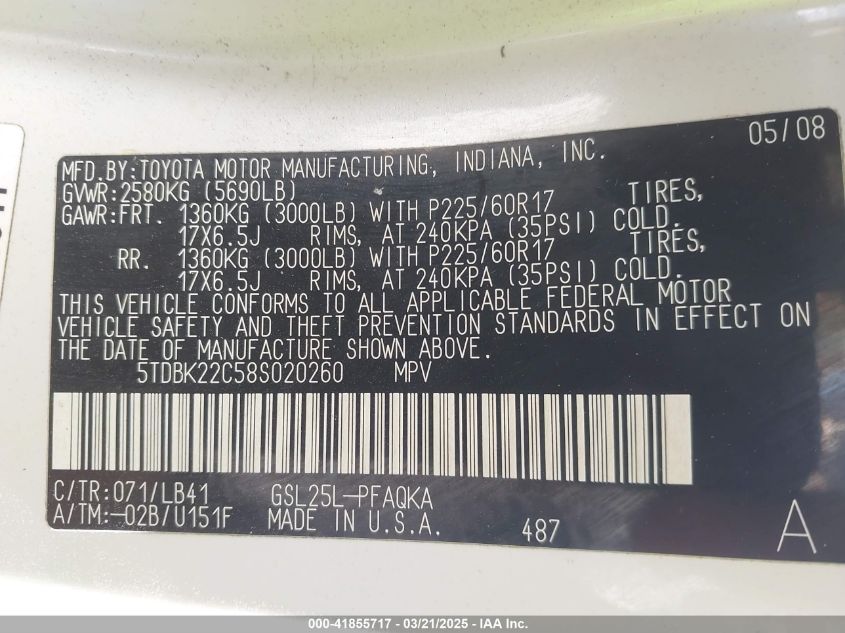 05/08
MFD.BY:TOYOTA MOTOR MANUFACTURING, INDIANA, INC.
GVWR:2580KG (5690LB)
GAWR:FRT. 1360KG (3000LB) WITH P225/60R17 TIRES,
17X6.5J RIMS, AT 240KPA (35PSI) COLD.
RR. 1360KG (3000LB) WITH P225/60R17 TIRES,
17X6.5J RIMS, AT 240KPA (35PSI) COLD.
THIS VEHICLE CONFORMS TO ALL APPLICABLE FEDERAL MOTOR
VEHICLE SAFETY AND THEFT PREVENTION STANDARDS IN EFFECT ON
THE DATE OF MANUFACTURE SHOWN ABOVE.
5TDBK22C58S020260 MPV
C/TR:071/LB41 GSL25L-PFAQKA
A/TM:-02B/U151F MADE IN U.S.A. 487 A
000-41855717 - 03/21/2025 - IAA Inc.